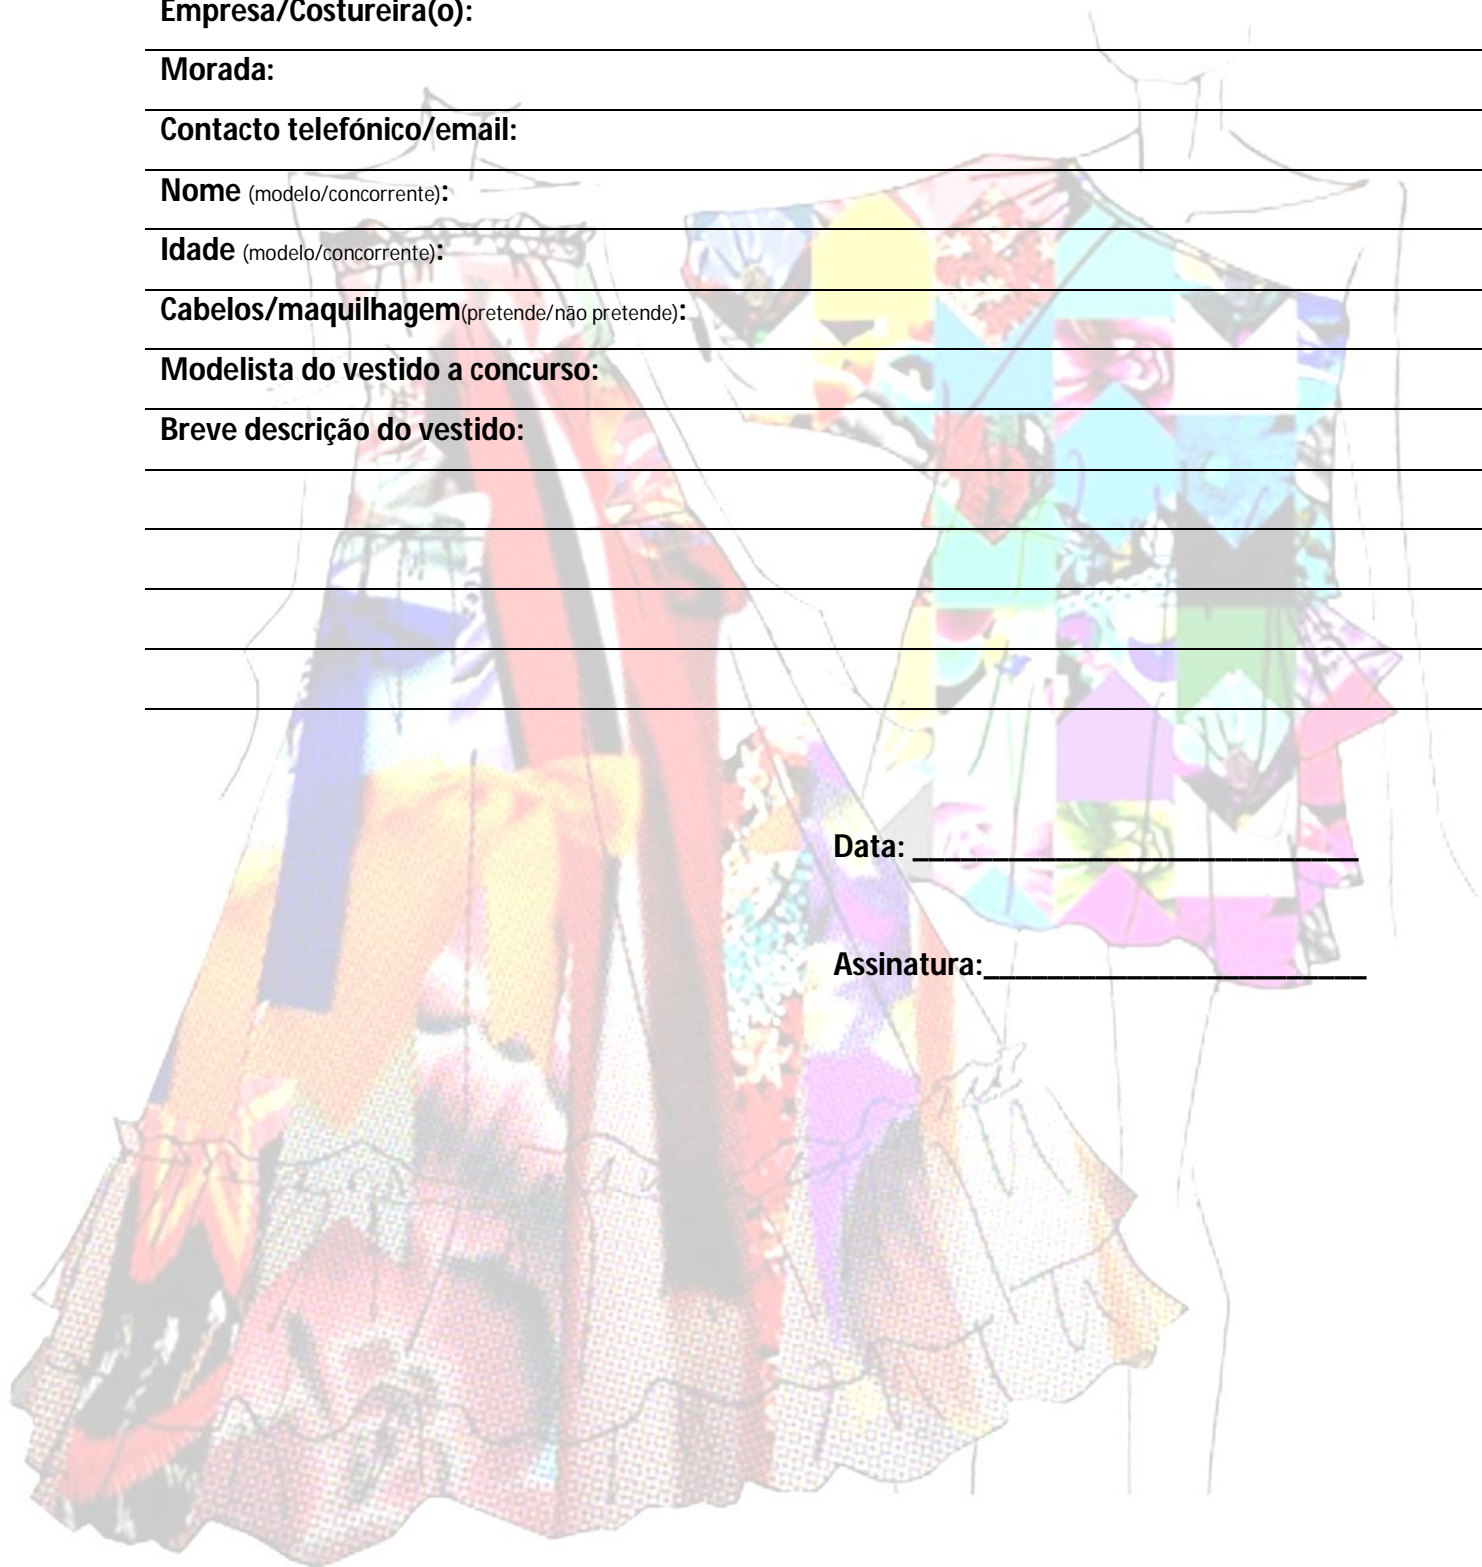 Empresa/Costureira(o):
Morada:
Contacto telefónico/email:
Nome (modelo/concorrente):
Idade (modelo/concorrente):
Cabelos/maquilhagem(pretende/não pretende):
Modelista do vestido a concurso:
Breve descrição do vestido:
Data: ____________________________
Assinatura:________________________